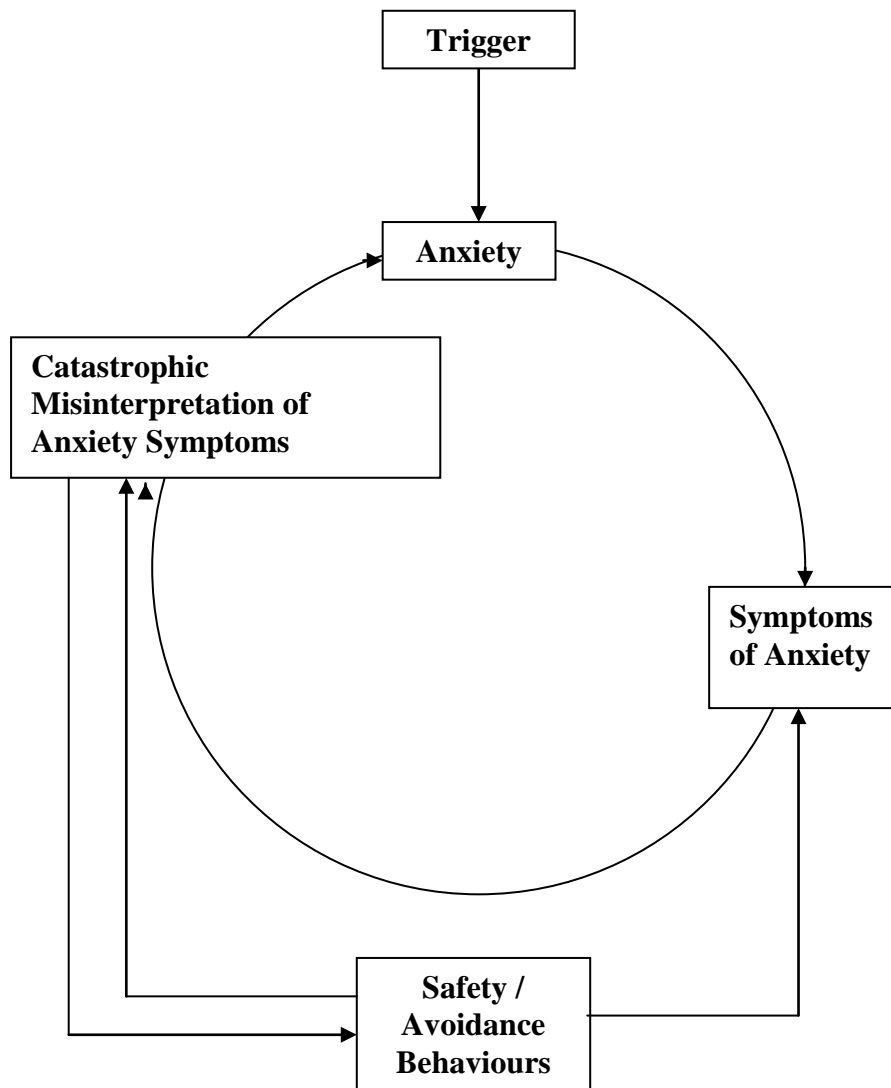 Trigger
Anxiety
Catastrophic
Misinterpretation of
Anxiety Symptoms
Symptoms
of Anxiety
Safety /
Avoidance
Behaviours